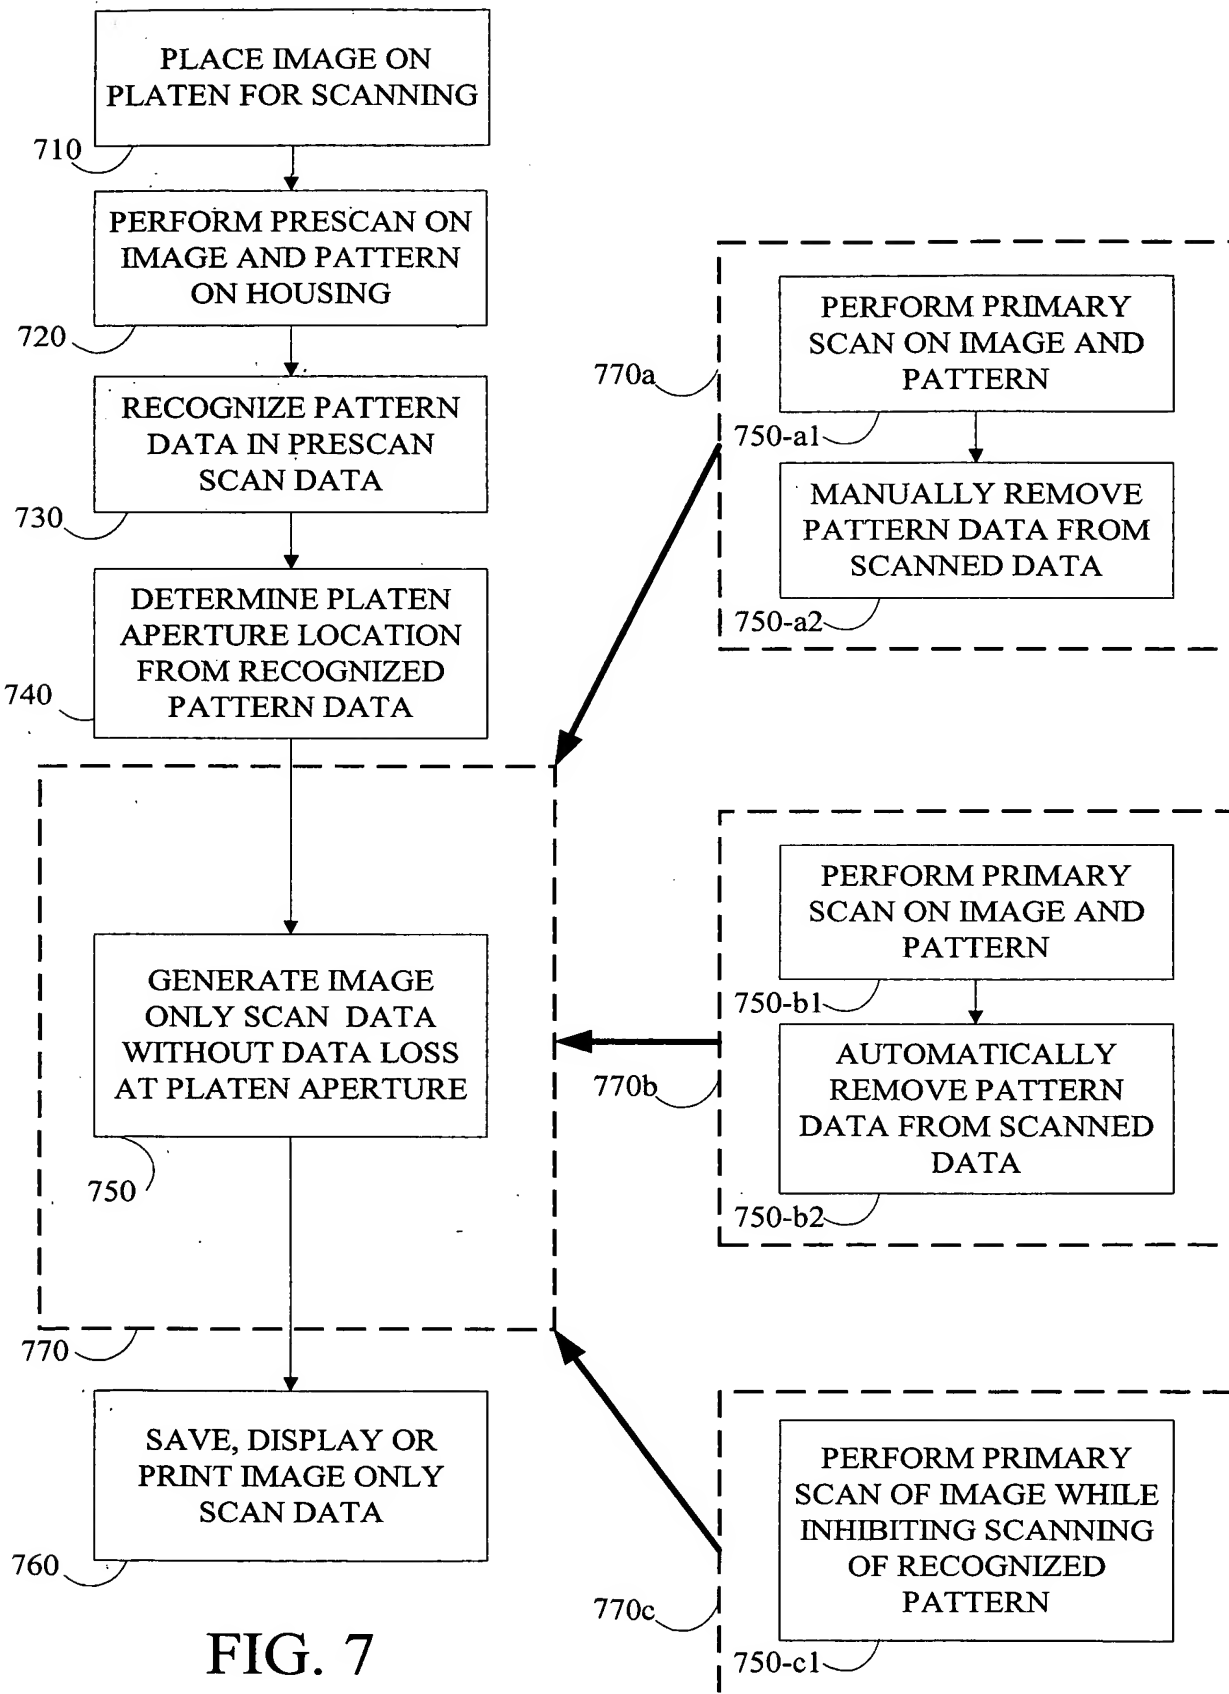 PLACE IMAGE ON
PLATEN FOR SCANNING
710
PERFORM PRESCAN ON
IMAGE AND PATTERN
ON HOUSING
720
RECOGNIZE PATTERN
DATA IN PRESCAN
SCAN DATA
730
DETERMINE PLATEN
APERTURE LOCATION
FROM RECOGNIZED
PATTERN DATA
740
GENERATE IMAGE
ONLY SCAN DATA
WITHOUT DATA LOSS
AT PLATEN APERTURE
750
770
SAVE, DISPLAY OR
PRINT IMAGE ONLY
SCAN DATA
760
PERFORM PRIMARY
SCAN ON IMAGE AND
PATTERN
770a
750-a1
MANUALLY REMOVE
PATTERN DATA FROM
SCANNED DATA
750-a2
PERFORM PRIMARY
SCAN ON IMAGE AND
PATTERN
750-b1
770b
AUTOMATICALLY
REMOVE PATTERN
DATA FROM SCANNED
DATA
750-b2
PERFORM PRIMARY
SCAN OF IMAGE WHILE
INHIBITING SCANNING
OF RECOGNIZED
PATTERN
770c
750-c1
FIG. 7